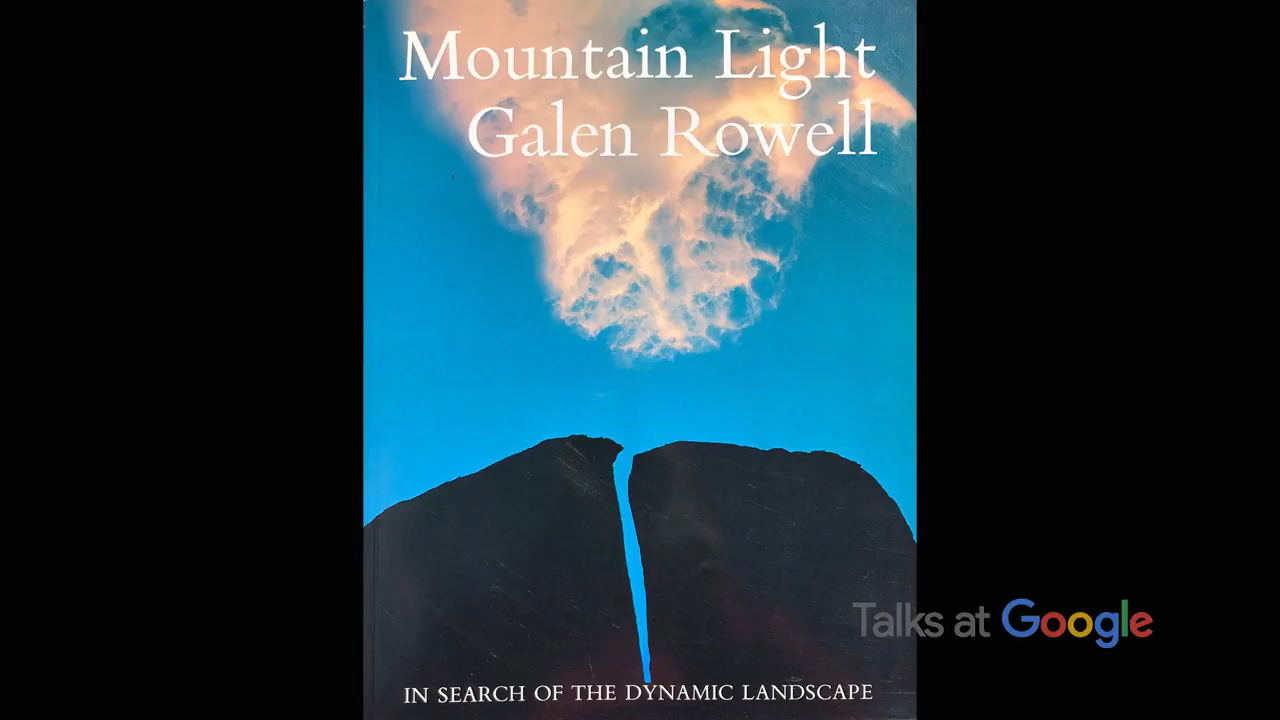 Mountain Light
Galen Rowell
Talks at Google
IN SEARCH OF THE DYNAMIC LANDSCAPE